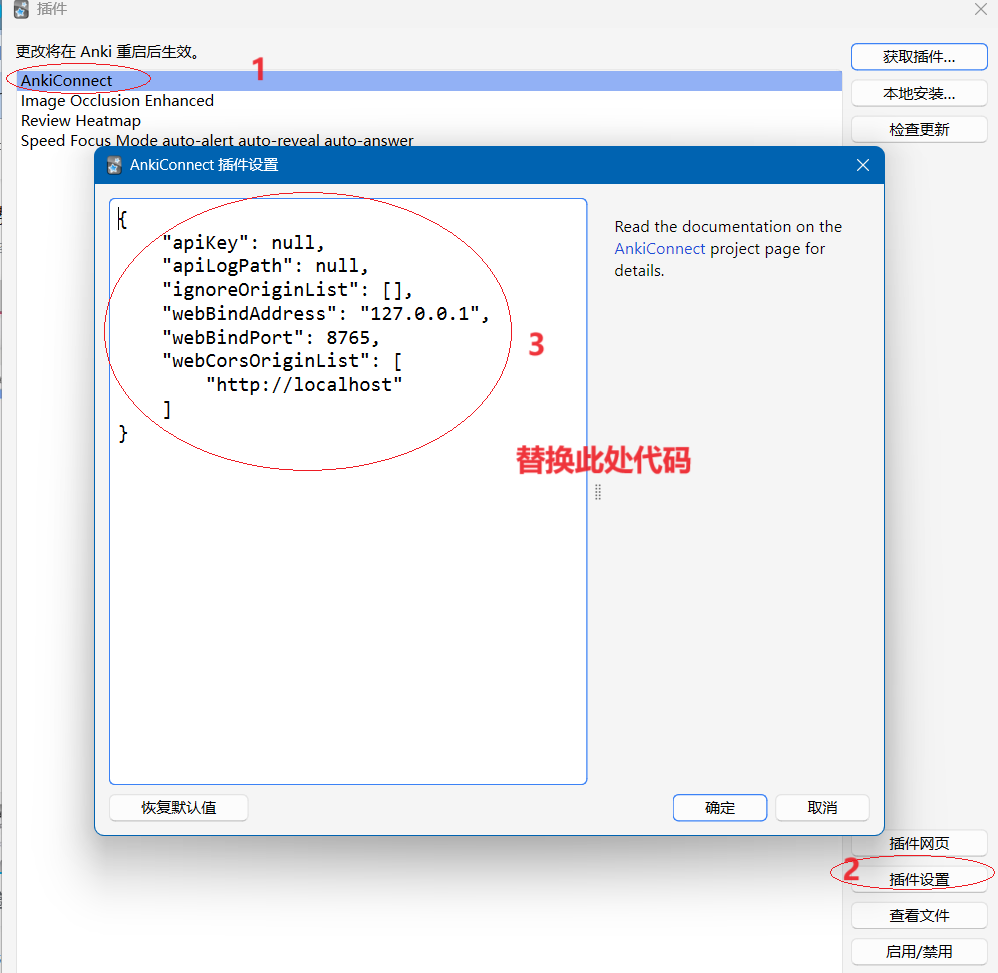 插件
更改将在 Anki 重启后生效。
1
获取插件...
AnkiConnect
本地安装...
Image Occlusion Enhanced
Review Heatmap
检查更新
Speed Focus Mode auto-alert auto-reveal auto-answer
AnkiConnect 插件设置
{
    "apiKey": null,
    "apiLogPath": null,
    "ignoreOriginList": [],
    "webBindAddress": "127.0.0.1",
    "webBindPort": 8765,
    "webCorsOriginList": [
        "http://localhost"
    ]
}
Read the documentation on the
AnkiConnect project page for
details.
3
替换此处代码
恢复默认值
确定
取消
插件网页
2
插件设置
查看文件
启用/禁用